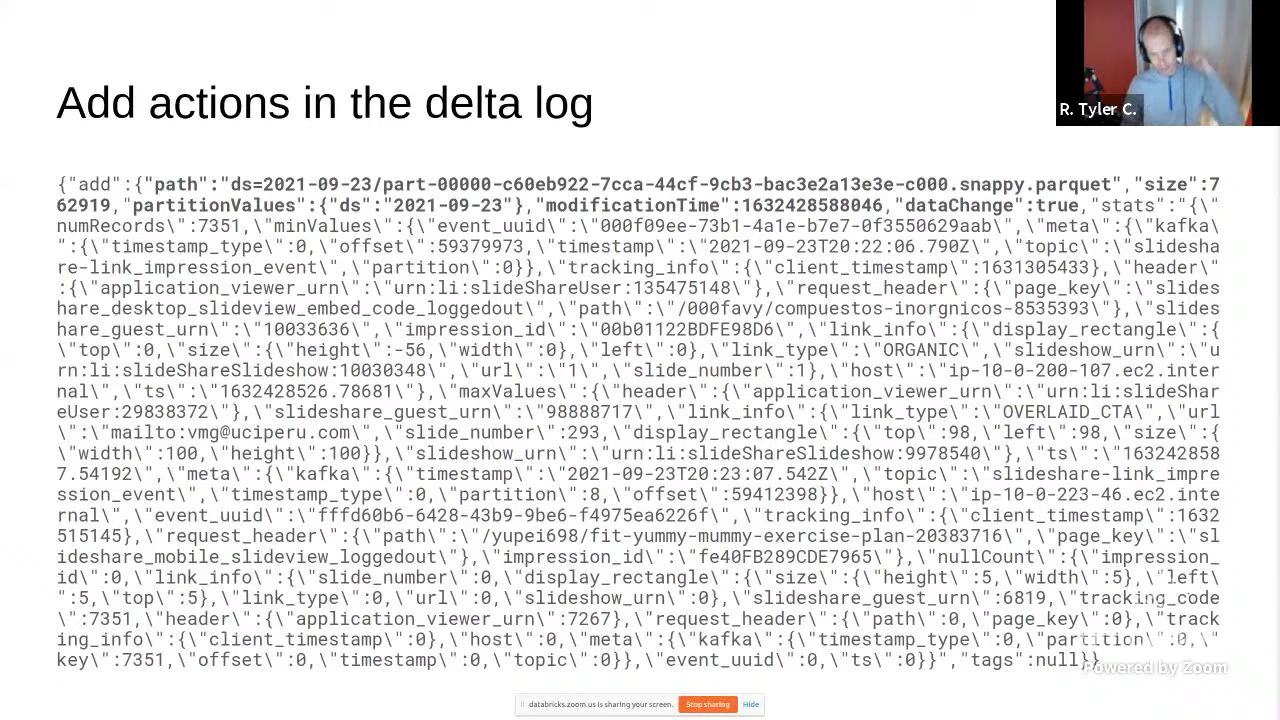 R. Tyler C.
Add actions in the delta log
{"add":{"path":"ds=2021-09-23/part-00000-c60eb922-7cca-44cf-9cb3-bac3e2a13e3e-c000.snappy.parquet","size":7
62919,"partitionValues":{"ds":"2021-09-23"},"modificationTime":1632428588046,"dataChange":true,"stats":"{\"
numRecords\":7351,\"minValues\":{\"event_uuid\":\"000f09ee-73b1-4a1e-b7e7-0f3550629aab\",\"meta\":{\"kafka\
":{\"timestamp_type\":0,\"offset\":59379973,\"timestamp\":\"2021-09-23T20:22:06.790Z\",\"topic\":\"slidesha
re-link_impression_event\",\"partition\":0}},\"tracking_info\":{\"client_timestamp\":1631305433},\"header\"
:{\"application_viewer_urn\":\"urn:li:slideShareUser:135475148\"},\"request_header\":{\"page_key\":\"slides
hare_desktop_slideview_embed_code_loggedout\",\"path\":\"/000favy/compuestos-inorgnicos-8535393\"},\"slides
hare_guest_urn\":\"10033636\",\"impression_id\":\"00b01122BDFE98D6\",\"link_info\":{\"display_rectangle\":{
\"top\":0,\"size\":{\"height\":-56,\"width\":0},\"left\":0},\"link_type\":\"ORGANIC\",\"slideshow_urn\":\"u
rn:li:slideShareSlideshow:10030348\",\"url\":\"1\",\"slide_number\":1},\"host\":\"ip-10-0-200-107.ec2.inter
nal\",\"ts\":\"1632428526.78681\"},\"maxValues\":{\"header\":{\"application_viewer_urn\":\"urn:li:slideShar
eUser:29838372\"},\"slideshare_guest_urn\":\"98888717\",\"link_info\":{\"link_type\":\"OVERLAID_CTA\",\"url
\":\"mailto:vmg@uciperu.com\",\"slide_number\":293,\"display_rectangle\":{\"top\":98,\"left\":98,\"size\":{
\"width\":100,\"height\":100}},\"slideshow_urn\":\"urn:li:slideShareSlideshow:9978540\"},\"ts\":\"163242858
7.54192\",\"meta\":{\"kafka\":{\"timestamp\":\"2021-09-23T20:23:07.542Z\",\"topic\":\"slideshare-link_impre
ssion_event\",\"timestamp_type\":0,\"partition\":8,\"offset\":59412398}},\"host\":\"ip-10-0-223-46.ec2.inte
rnal\",\"event_uuid\":\"fffd60b6-6428-43b9-9be6-f4975ea6226f\",\"tracking_info\":{\"client_timestamp\":1632
515145},\"request_header\":{\"path\":\"/yupei698/fit-yummy-mummy-exercise-plan-20383716\",\"page_key\":\"sl
ideshare_mobile_slideview_loggedout\"},\"impression_id\":\"fe40FB289CDE7965\"},\"nullCount\":{\"impression_
id\":0,\"link_info\":{\"slide_number\":0,\"display_rectangle\":{\"size\":{\"height\":5,\"width\":5},\"left\
":5,\"top\":5},\"link_type\":0,\"url\":0,\"slideshow_urn\":0},\"slideshare_guest_urn\":6819,\"tracking_code
\":7351,\"header\":{\"application_viewer_urn\":7267},\"request_header\":{\"path\":0,\"page_key\":0},\"track
ing_info\":{\"client_timestamp\":0},\"host\":0,\"meta\":{\"kafka\":{\"timestamp_type\":0,\"partition\":0,\"
key\":7351,\"offset\":0,\"timestamp\":0,\"topic\":0}},\"event_uuid\":0,\"ts\":0}}","tags":null}}
Powered by Zoom
databricks.zoom.us is sharing your screen. Stop sharing Hide